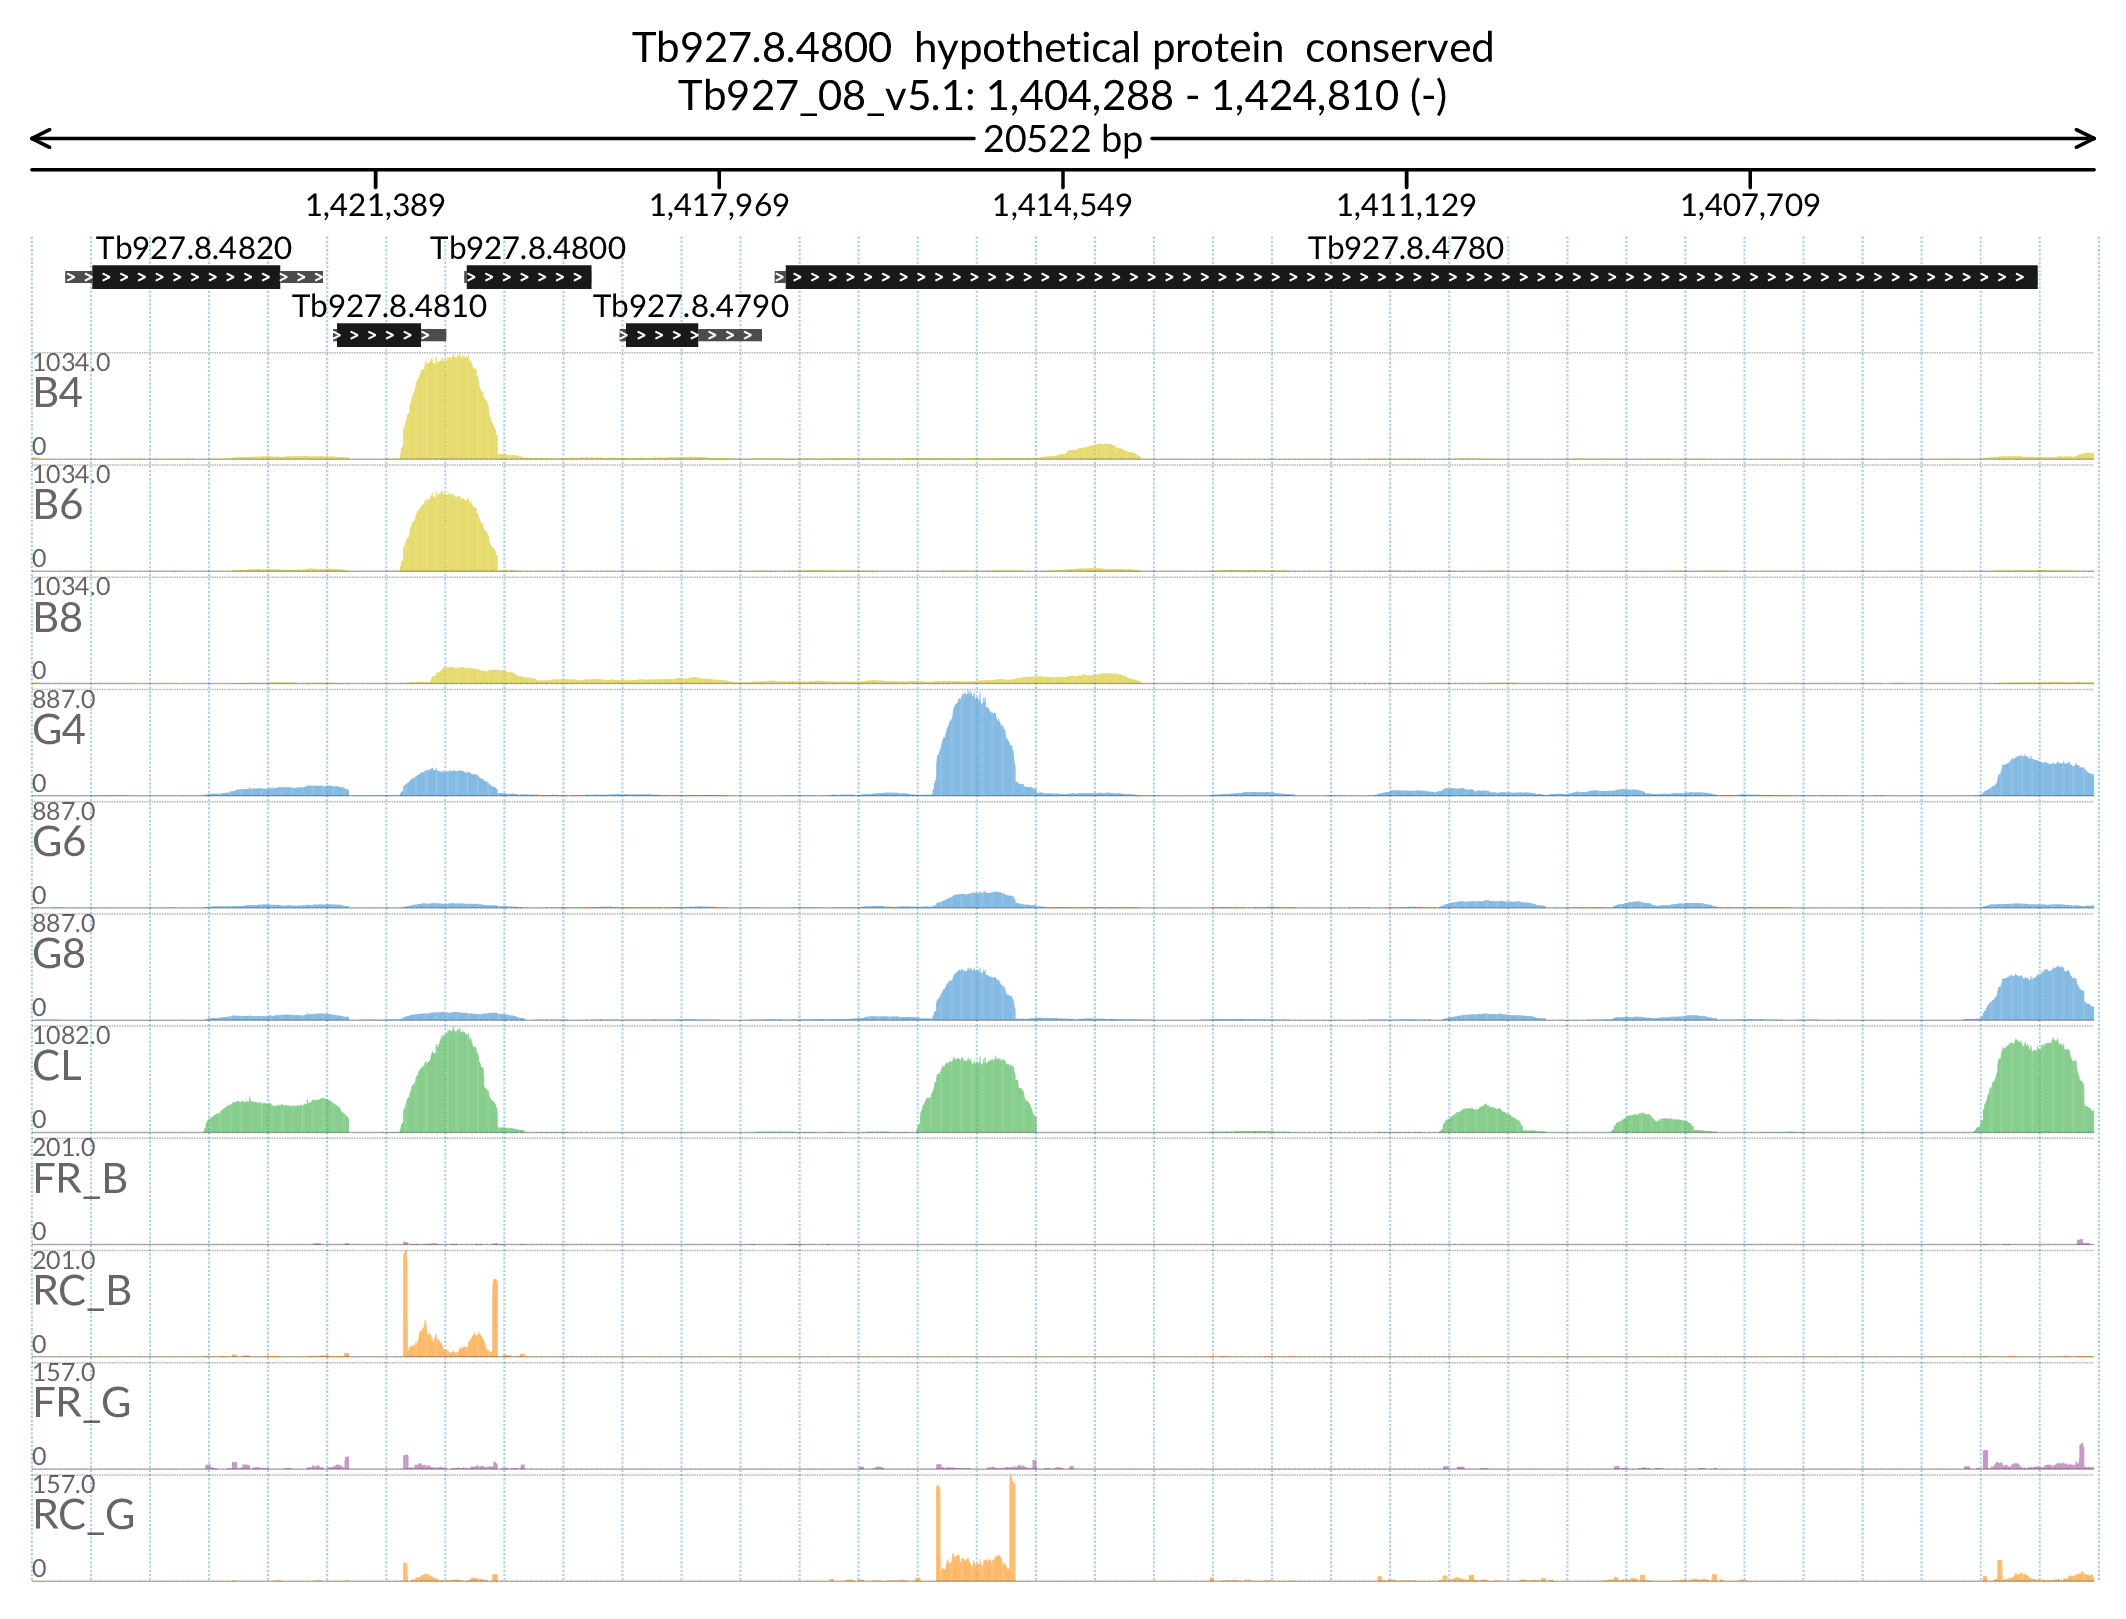 Tb927.8.4800  hypothetical protein  conserved
Tb927_08_v5.1: 1,404,288 - 1,424,810 (-)
20522 bp
1,421,389 1,417,969 1,414,549 1,411,129 1,407,709
Tb927.8.4820 Tb927.8.4800 Tb927.8.4780
Tb927.8.4810 Tb927.8.4790
1034.0
B4
0
1034.0
B6
0
1034.0
B8
0
887.0
G4
0
887.0
G6
0
887.0
G8
0
1082.0
CL
0
201.0
FR_B
0
201.0
RC_B
0
157.0
FR_G
0
157.0
RC_G
0